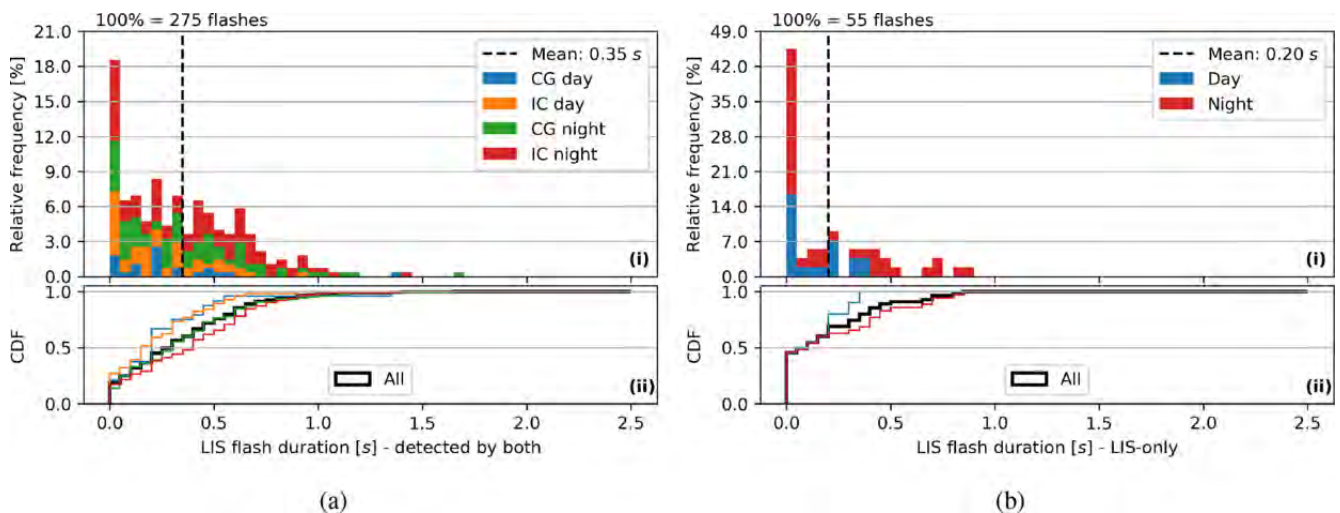 100% = 275 flashes
21.0
18.0
15.0
12.0
9.0
6.0
3.0
0.0
Relative frequency [%]
Mean: 0.35 s
CG day
IC day
CG night
IC night
(i)
1.0
0.5
0.0
CDF
All
(ii)
0.0 0.5 1.0 1.5 2.0 2.5
LIS flash duration [s] - detected by both
(a)
100% = 55 flashes
49.0
42.0
35.0
28.0
21.0
14.0
7.0
0.0
Relative frequency [%]
Mean: 0.20 s
Day
Night
(i)
1.0
0.5
0.0
CDF
All
(ii)
0.0 0.5 1.0 1.5 2.0 2.5
LIS flash duration [s] - LIS-only
(b)